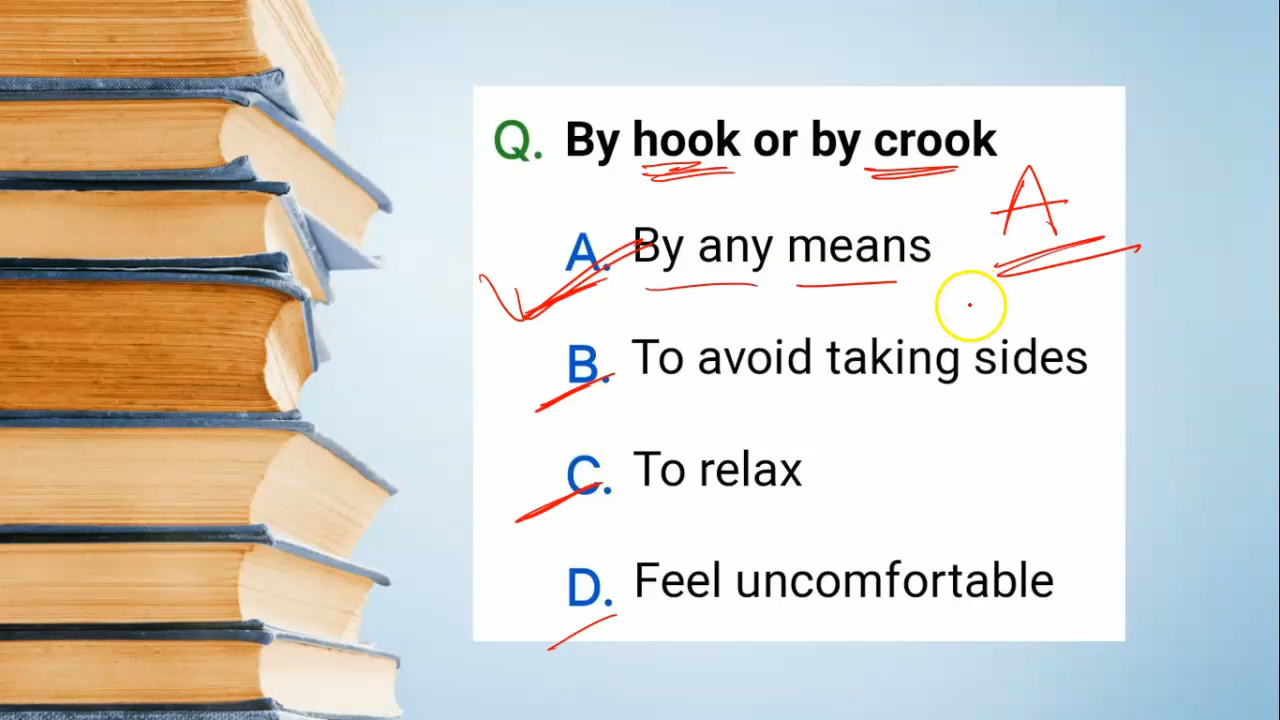 Q. By hook or by crook
A
A. By any means
B. To avoid taking sides
C. To relax
D. Feel uncomfortable